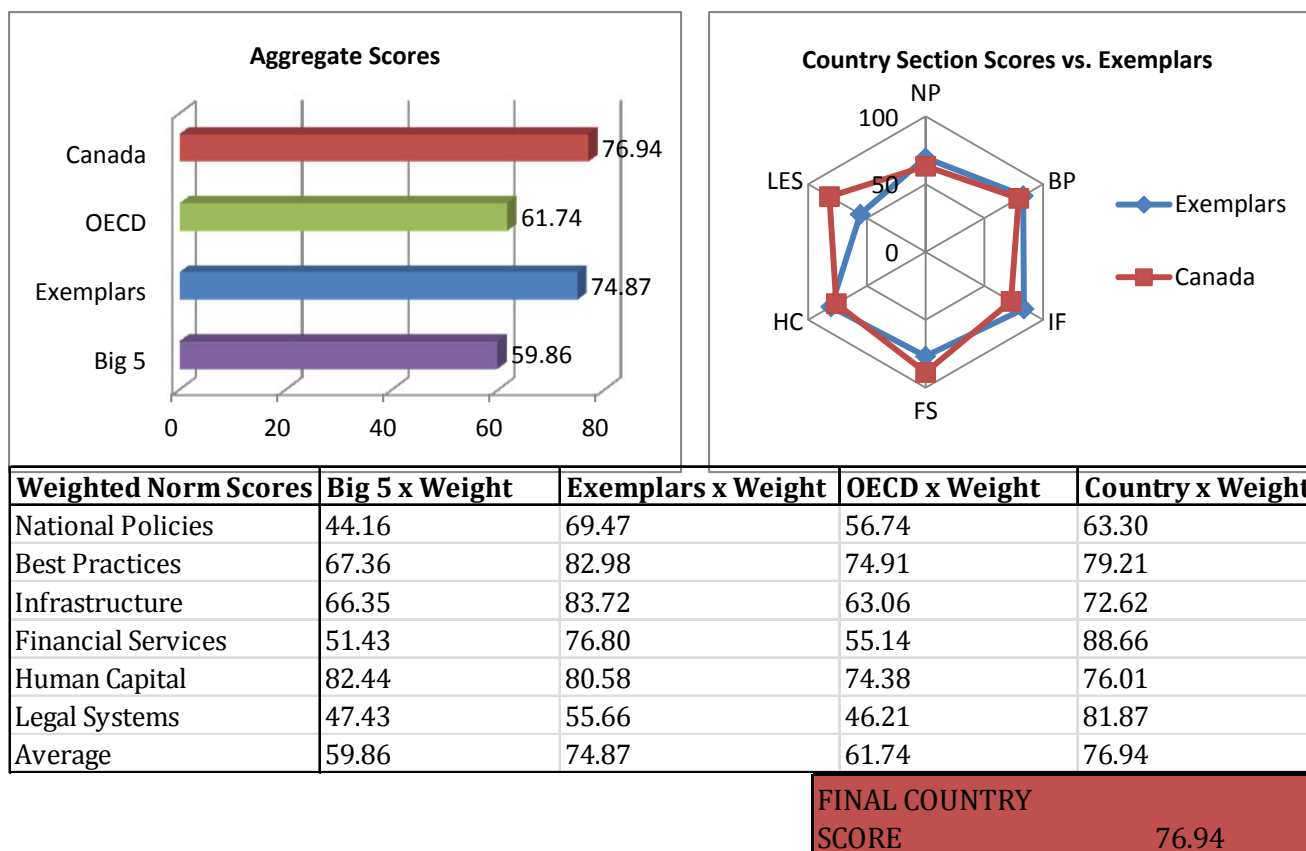 Aggregate Scores
Canada
76.94
OECD
61.74
Exemplars
74.87
Big 5
59.86
0 20 40 60 80
Country Section Scores vs. Exemplars
NP
100
LES
50
BP
0
HC
IF
FS
Exemplars
Canada
Weighted Norm Scores Big 5 x Weight Exemplars x Weight OECD x Weight Country x Weight
National Policies 44.16 69.47 56.74 63.30
Best Practices 67.36 82.98 74.91 79.21
Infrastructure 66.35 83.72 63.06 72.62
Financial Services 51.43 76.80 55.14 88.66
Human Capital 82.44 80.58 74.38 76.01
Legal Systems 47.43 55.66 46.21 81.87
Average 59.86 74.87 61.74 76.94
FINAL COUNTRY
SCORE 76.94